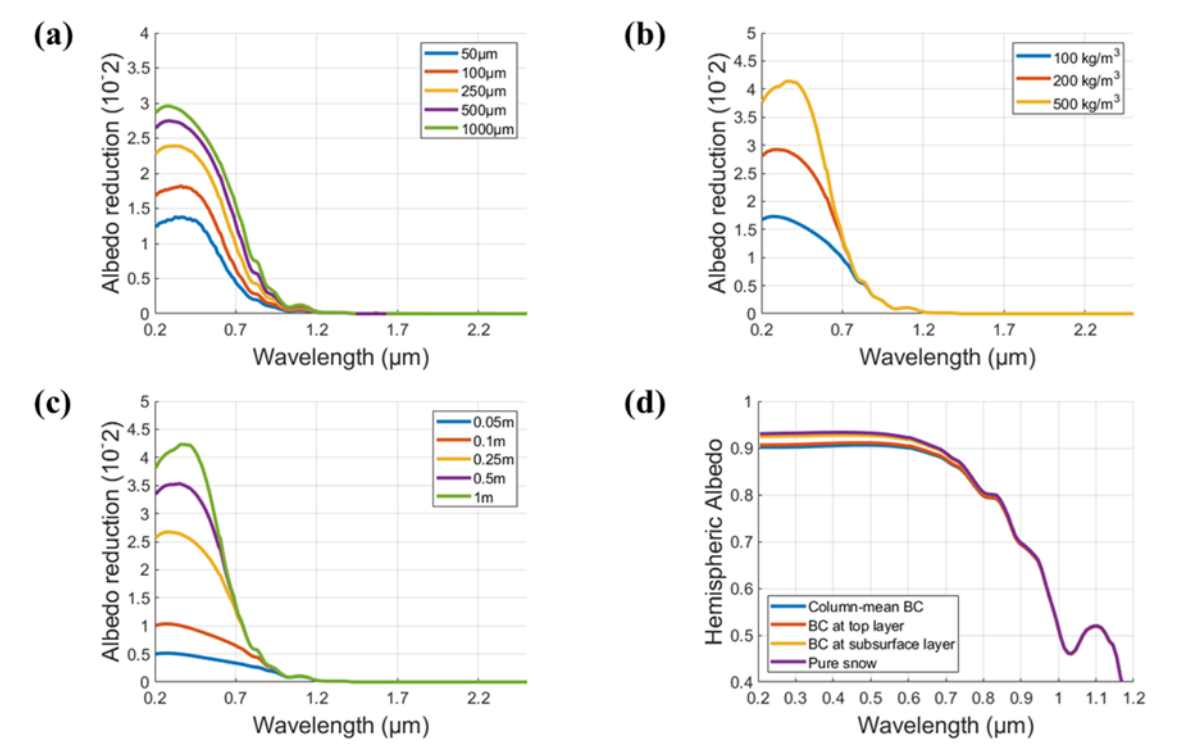 (a)
Albedo reduction (10⁻2)
4
3.5
3
2.5
2
1.5
1
0.5
0
50μm
100μm
250μm
500μm
1000μm
0.2 0.7 1.2 1.7 2.2
Wavelength (μm)
(b)
Albedo reduction (10⁻2)
5
4.5
4
3.5
3
2.5
2
1.5
1
0.5
0
100 kg/m³
200 kg/m³
500 kg/m³
0.2 0.7 1.2 1.7 2.2
Wavelength (μm)
(c)
Albedo reduction (10⁻2)
5
4.5
4
3.5
3
2.5
2
1.5
1
0.5
0
0.05m
0.1m
0.25m
0.5m
1m
0.2 0.7 1.2 1.7 2.2
Wavelength (μm)
(d)
Hemispheric Albedo
1
0.9
0.8
0.7
0.6
0.5
0.4
Column-mean BC
BC at top layer
BC at subsurface layer
Pure snow
0.2 0.3 0.4 0.5 0.6 0.7 0.8 0.9 1 1.1 1.2
Wavelength (μm)